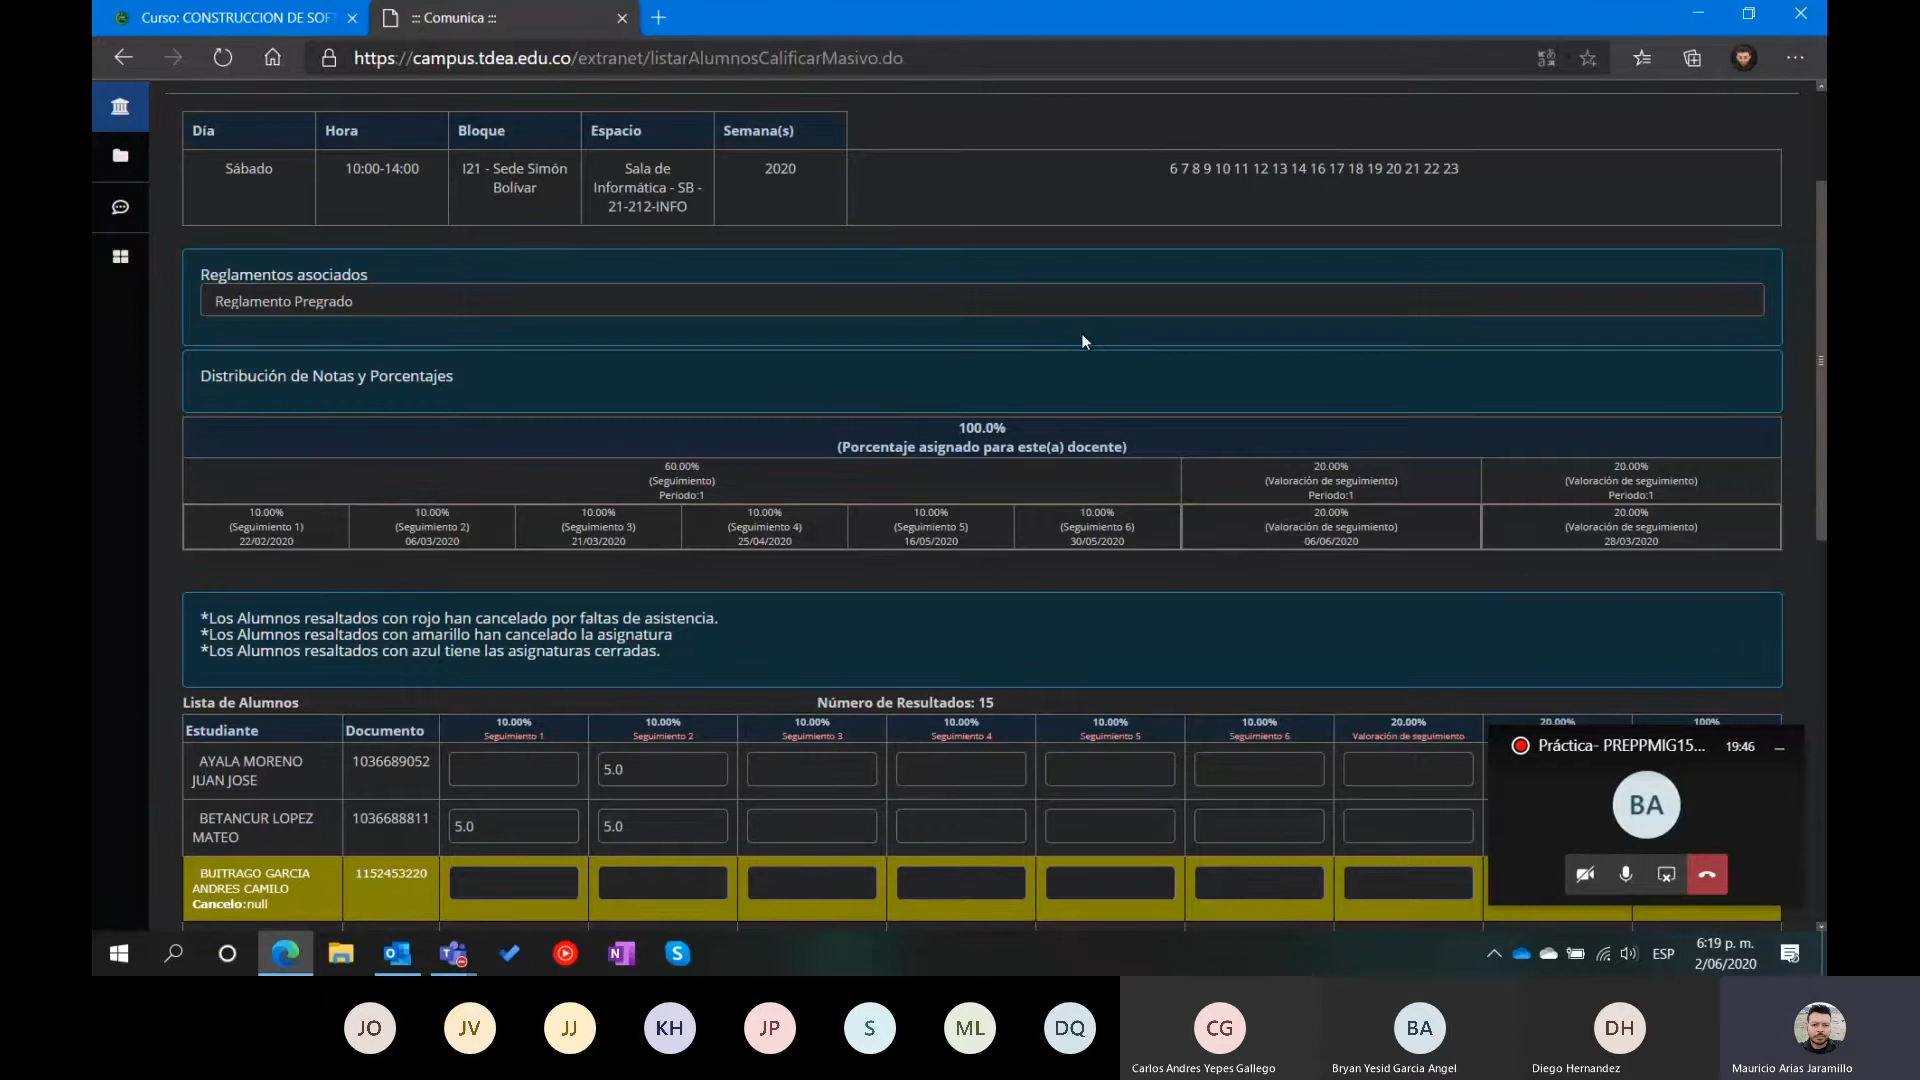 Curso: CONSTRUCCION DE SOF
::: Comunica :::
https://campus.tdea.edu.co/extranet/listarAlumnosCalificarMasivo.do
Día Hora Bloque Espacio Semana(s)
Sábado 10:00-14:00 I21 - Sede Simón Bolívar Sala de Informática - SB - 21-212-INFO 2020 6 7 8 9 10 11 12 13 14 16 17 18 19 20 21 22 23
Reglamentos asociados
Reglamento Pregrado
Distribución de Notas y Porcentajes
100.0%
(Porcentaje asignado para este(a) docente)
60.00% 20.00% 20.00%
(Seguimiento) (Valoración de seguimiento) (Valoración de seguimiento)
Periodo:1 Periodo:1 Periodo:1
10.00% 10.00% 10.00% 10.00% 10.00% 10.00% 20.00% 20.00%
(Seguimiento 1) (Seguimiento 2) (Seguimiento 3) (Seguimiento 4) (Seguimiento 5) (Seguimiento 6) (Valoración de seguimiento) (Valoración de seguimiento)
22/02/2020 06/03/2020 21/03/2020 25/04/2020 16/05/2020 30/05/2020 06/06/2020 28/03/2020
*Los Alumnos resaltados con rojo han cancelado por faltas de asistencia.
*Los Alumnos resaltados con amarillo han cancelado la asignatura
*Los Alumnos resaltados con azul tiene las asignaturas cerradas.
Lista de Alumnos Número de Resultados: 15
Estudiante Documento
10.00% 10.00% 10.00% 10.00% 10.00% 10.00% 20.00% 20.00% 100%
Seguimiento 1 Seguimiento 2 Seguimiento 3 Seguimiento 4 Seguimiento 5 Seguimiento 6 Valoración de seguimiento
AYALA MORENO JUAN JOSE 1036689052 5.0
BETANCUR LOPEZ MATEO 1036688811 5.0 5.0
BUITRAGO GARCIA ANDRES CAMILO 1152453220
Cancelo:null
Práctica- PREPPMIG15... 19:46
BA
ESP
6:19 p. m.
2/06/2020
JO JV JJ KH JP S ML DQ CG BA DH
Carlos Andres Yepes Gallego Bryan Yesid Garcia Angel Diego Hernandez Mauricio Arias Jaramillo